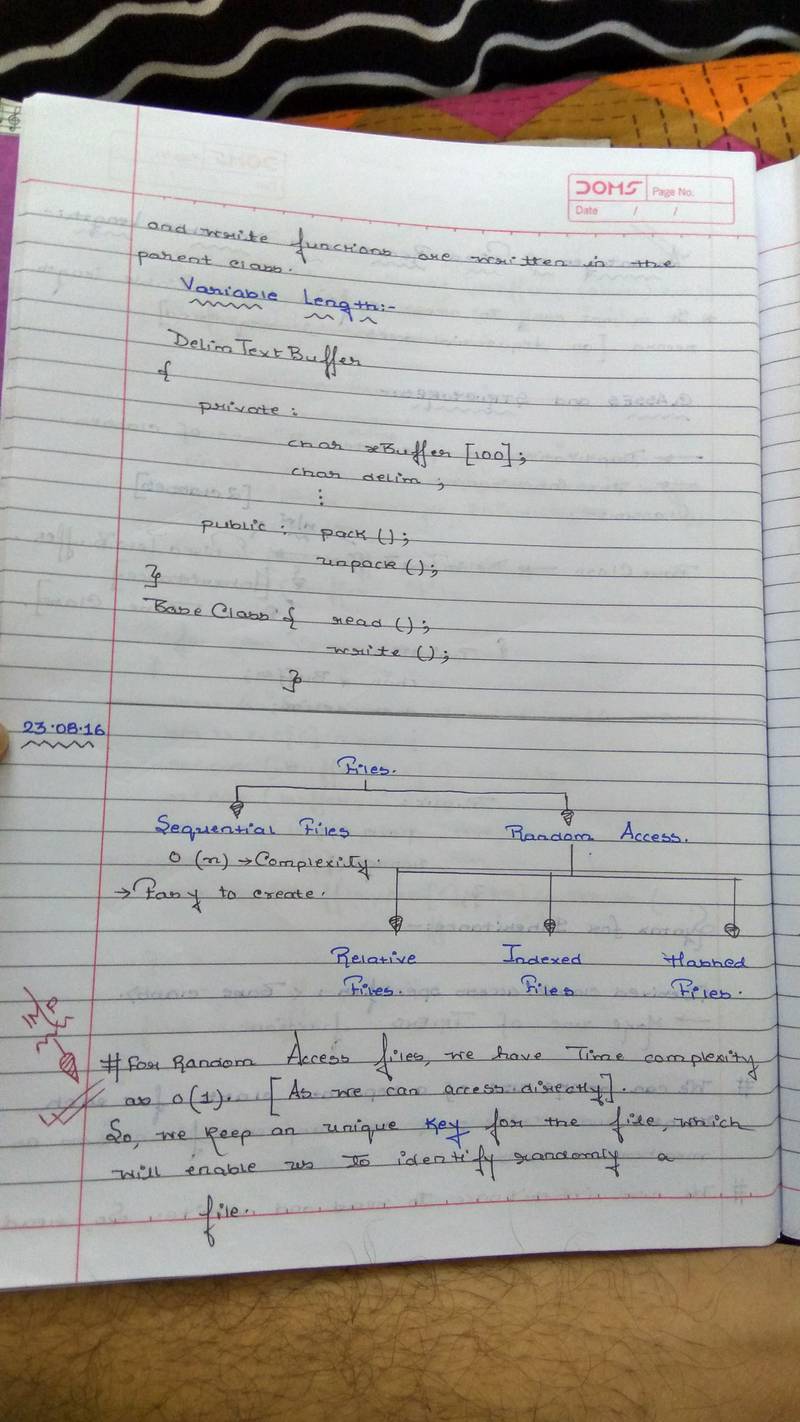 DOMS
Page No.
Date / /
and write functions are written in the
parent class.
Variable Length:-
DelimTextBuffer
{
private :
char *Buffer [100];
char delim ;
⋮
public : pack ();
unpack ();
}
Base Class { read ();
write ();
}
23.08.16
Files.
Sequential Files Random Access.
O (n) → Complexity.
→ Easy to create.
Relative Indexed Hashed
Files. Files Files.
IMP
# For Random Access files, we have Time complexity
as O(1). [As we can access directly].
So, we keep an unique key for the file, which
will enable us to identify randomly a
file.